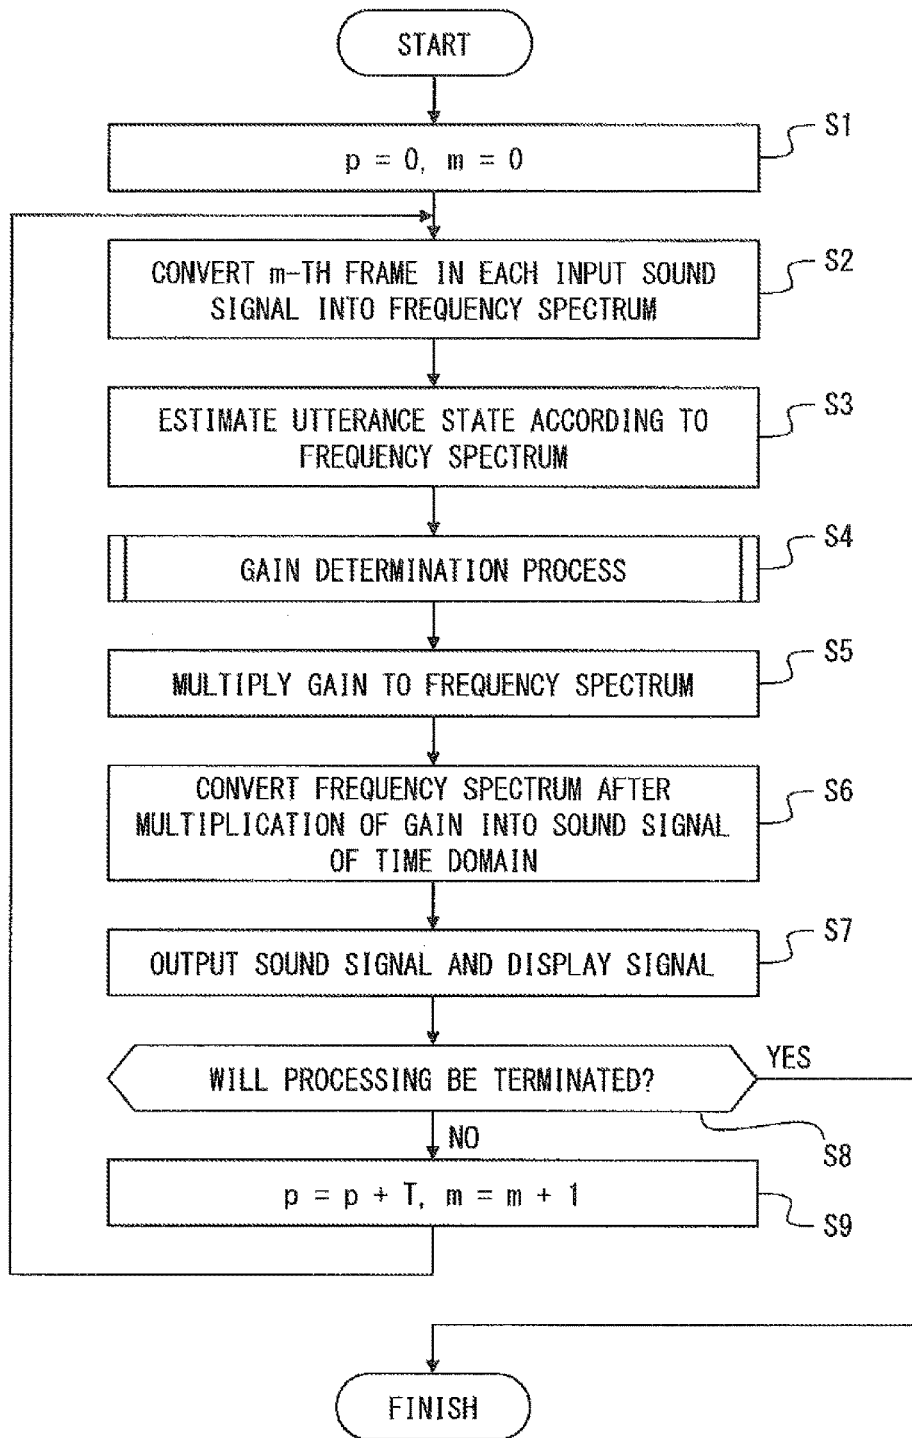 START
S1
p = 0, m = 0
S2
CONVERT m-TH FRAME IN EACH INPUT SOUND
SIGNAL INTO FREQUENCY SPECTRUM
S3
ESTIMATE UTTERANCE STATE ACCORDING TO
FREQUENCY SPECTRUM
S4
GAIN DETERMINATION PROCESS
S5
MULTIPLY GAIN TO FREQUENCY SPECTRUM
S6
CONVERT FREQUENCY SPECTRUM AFTER
MULTIPLICATION OF GAIN INTO SOUND SIGNAL
OF TIME DOMAIN
S7
OUTPUT SOUND SIGNAL AND DISPLAY SIGNAL
YES
WILL PROCESSING BE TERMINATED?
NO
S8
p = p + T, m = m + 1
S9
FINISH